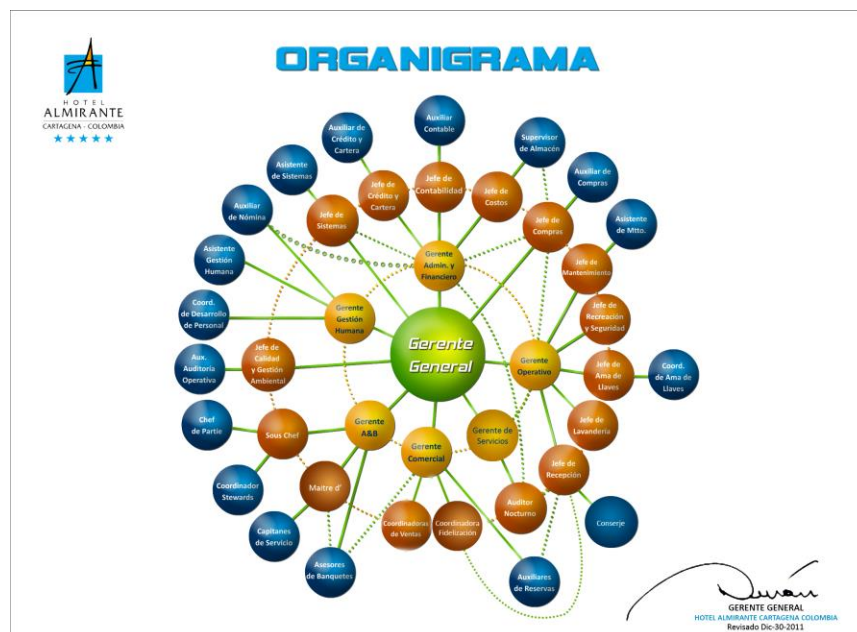 ORGANIGRAMA
HOTEL
ALMIRANTE
CARTAGENA - COLOMBIA
Auxiliar
Contable
Auxiliar de
Crédito y
Cartera
Supervisor
de Almacén
Asistente
de Sistemas
Jefe de
Crédito y
Cartera
Jefe de
Contabilidad
Jefe de
Costos
Auxiliar de
Compras
Auxiliar
de Nómina
Jefe de
Sistemas
Jefe de
Compras
Asistente
de Mtto.
Asistente
Gestión
Humana
Gerente
Admin. y
Financiero
Jefe de
Mantenimiento
Coord.
de Desarrollo
de Personal
Gerente
Gestión
Humana
Jefe de
Recreación
y Seguridad
Gerente
General
Aux.
Auditoría
Operativa
Jefe de
Calidad
y Gestión
Ambiental
Gerente
Operativo
Jefe de
Ama de
Llaves
Coord.
de Ama de
Llaves
Chef
de Partie
Sous Chef
Gerente
A&B
Gerente
Comercial
Gerente de
Servicios
Jefe de
Lavandería
Coordinador
Stewards
Maitre d'
Jefe de
Recepción
Capitanes
de Servicio
Coordinadoras
de Ventas
Coordinadora
Fidelización
Auditor
Nocturno
Conserje
Asesores
de Banquetes
Auxiliares
de Reservas
GERENTE GENERAL
HOTEL ALMIRANTE CARTAGENA COLOMBIA
Revisado Dic-30-2011